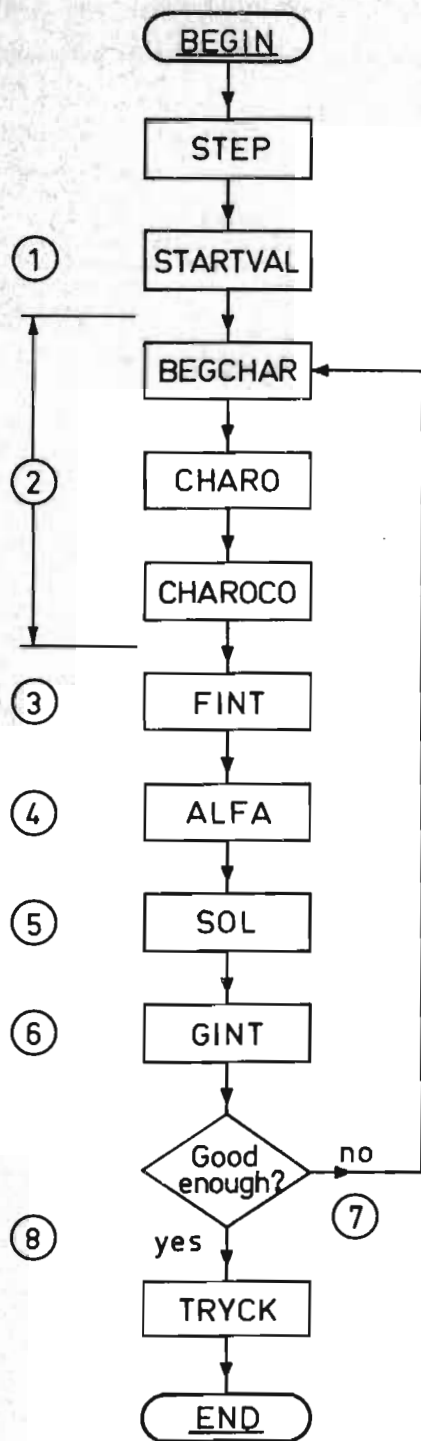 BEGIN
STEP
1
STARTVAL
BEGCHAR
2
CHARO
CHAROCO
3
FINT
4
ALFA
5
SOL
6
GINT
Good
enough?
no
7
8
yes
TRYCK
END